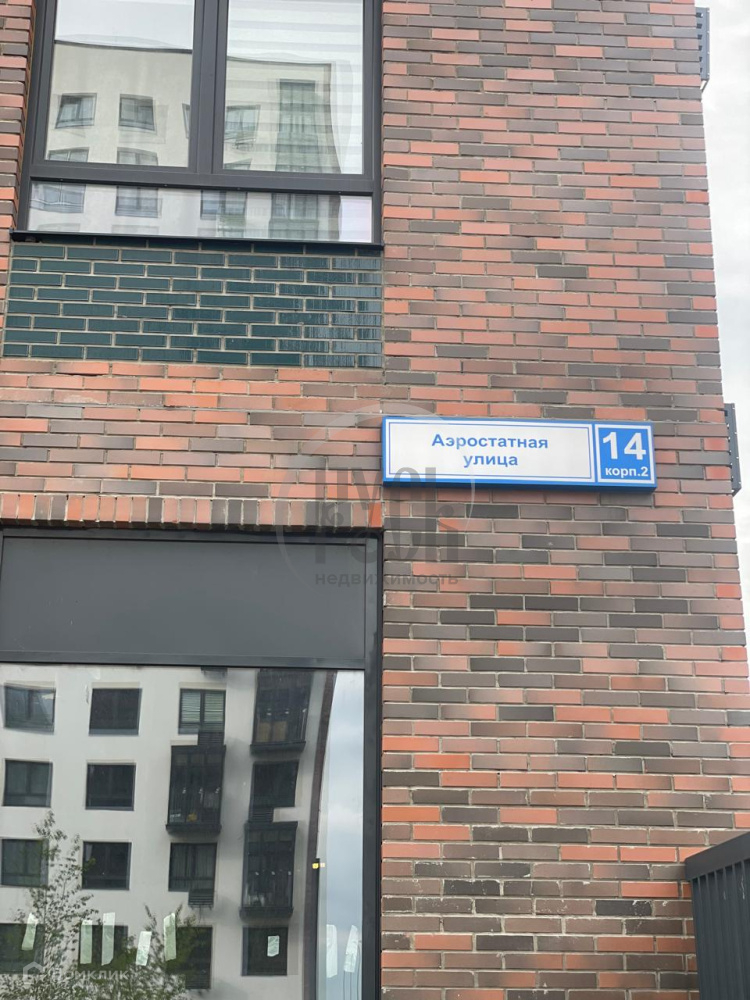 Аэростатная
улица
14
корп.2
недвижимость